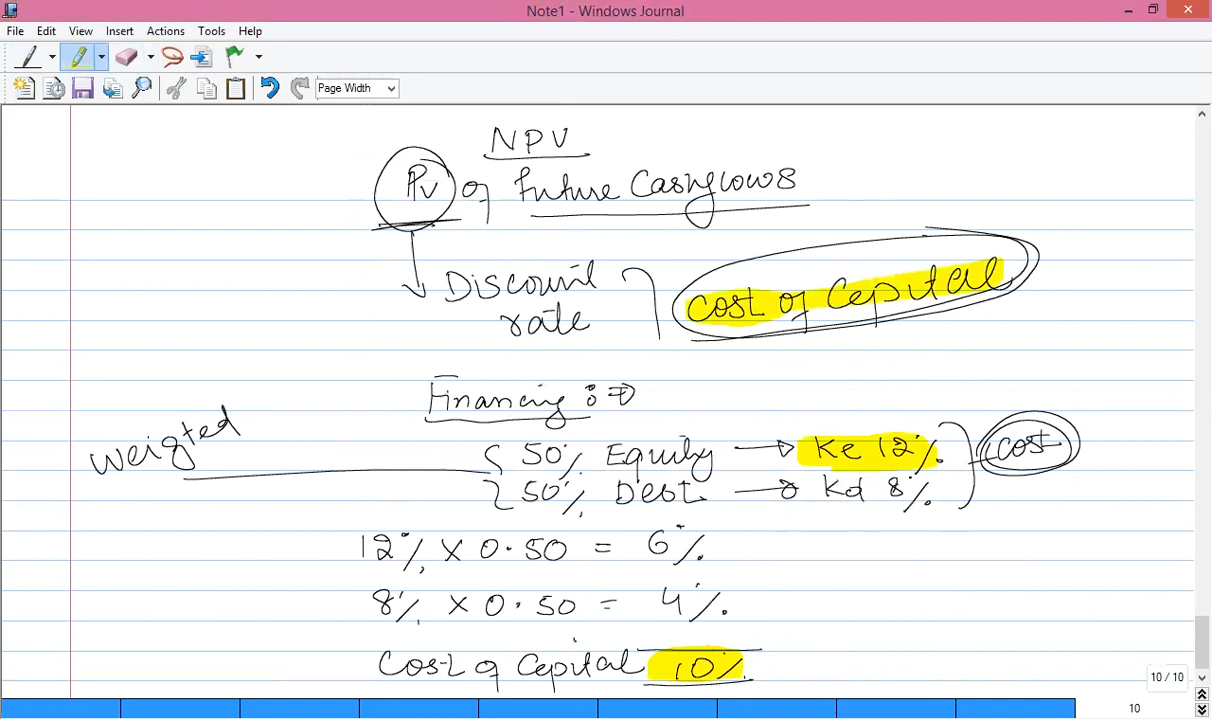 Note1 - Windows Journal
File Edit View Insert Actions Tools Help
Page Width
NPV
PV of Future Cashflows
Discount rate
Cost of Capital
Financing :⇒
Weigted
50% Equity → Ke 12%.
50% Debt → Kd 8%.
cost
12% x 0.50 = 6%.
8% x 0.50 = 4%.
Cost of Capital 10%.
10 / 10
10